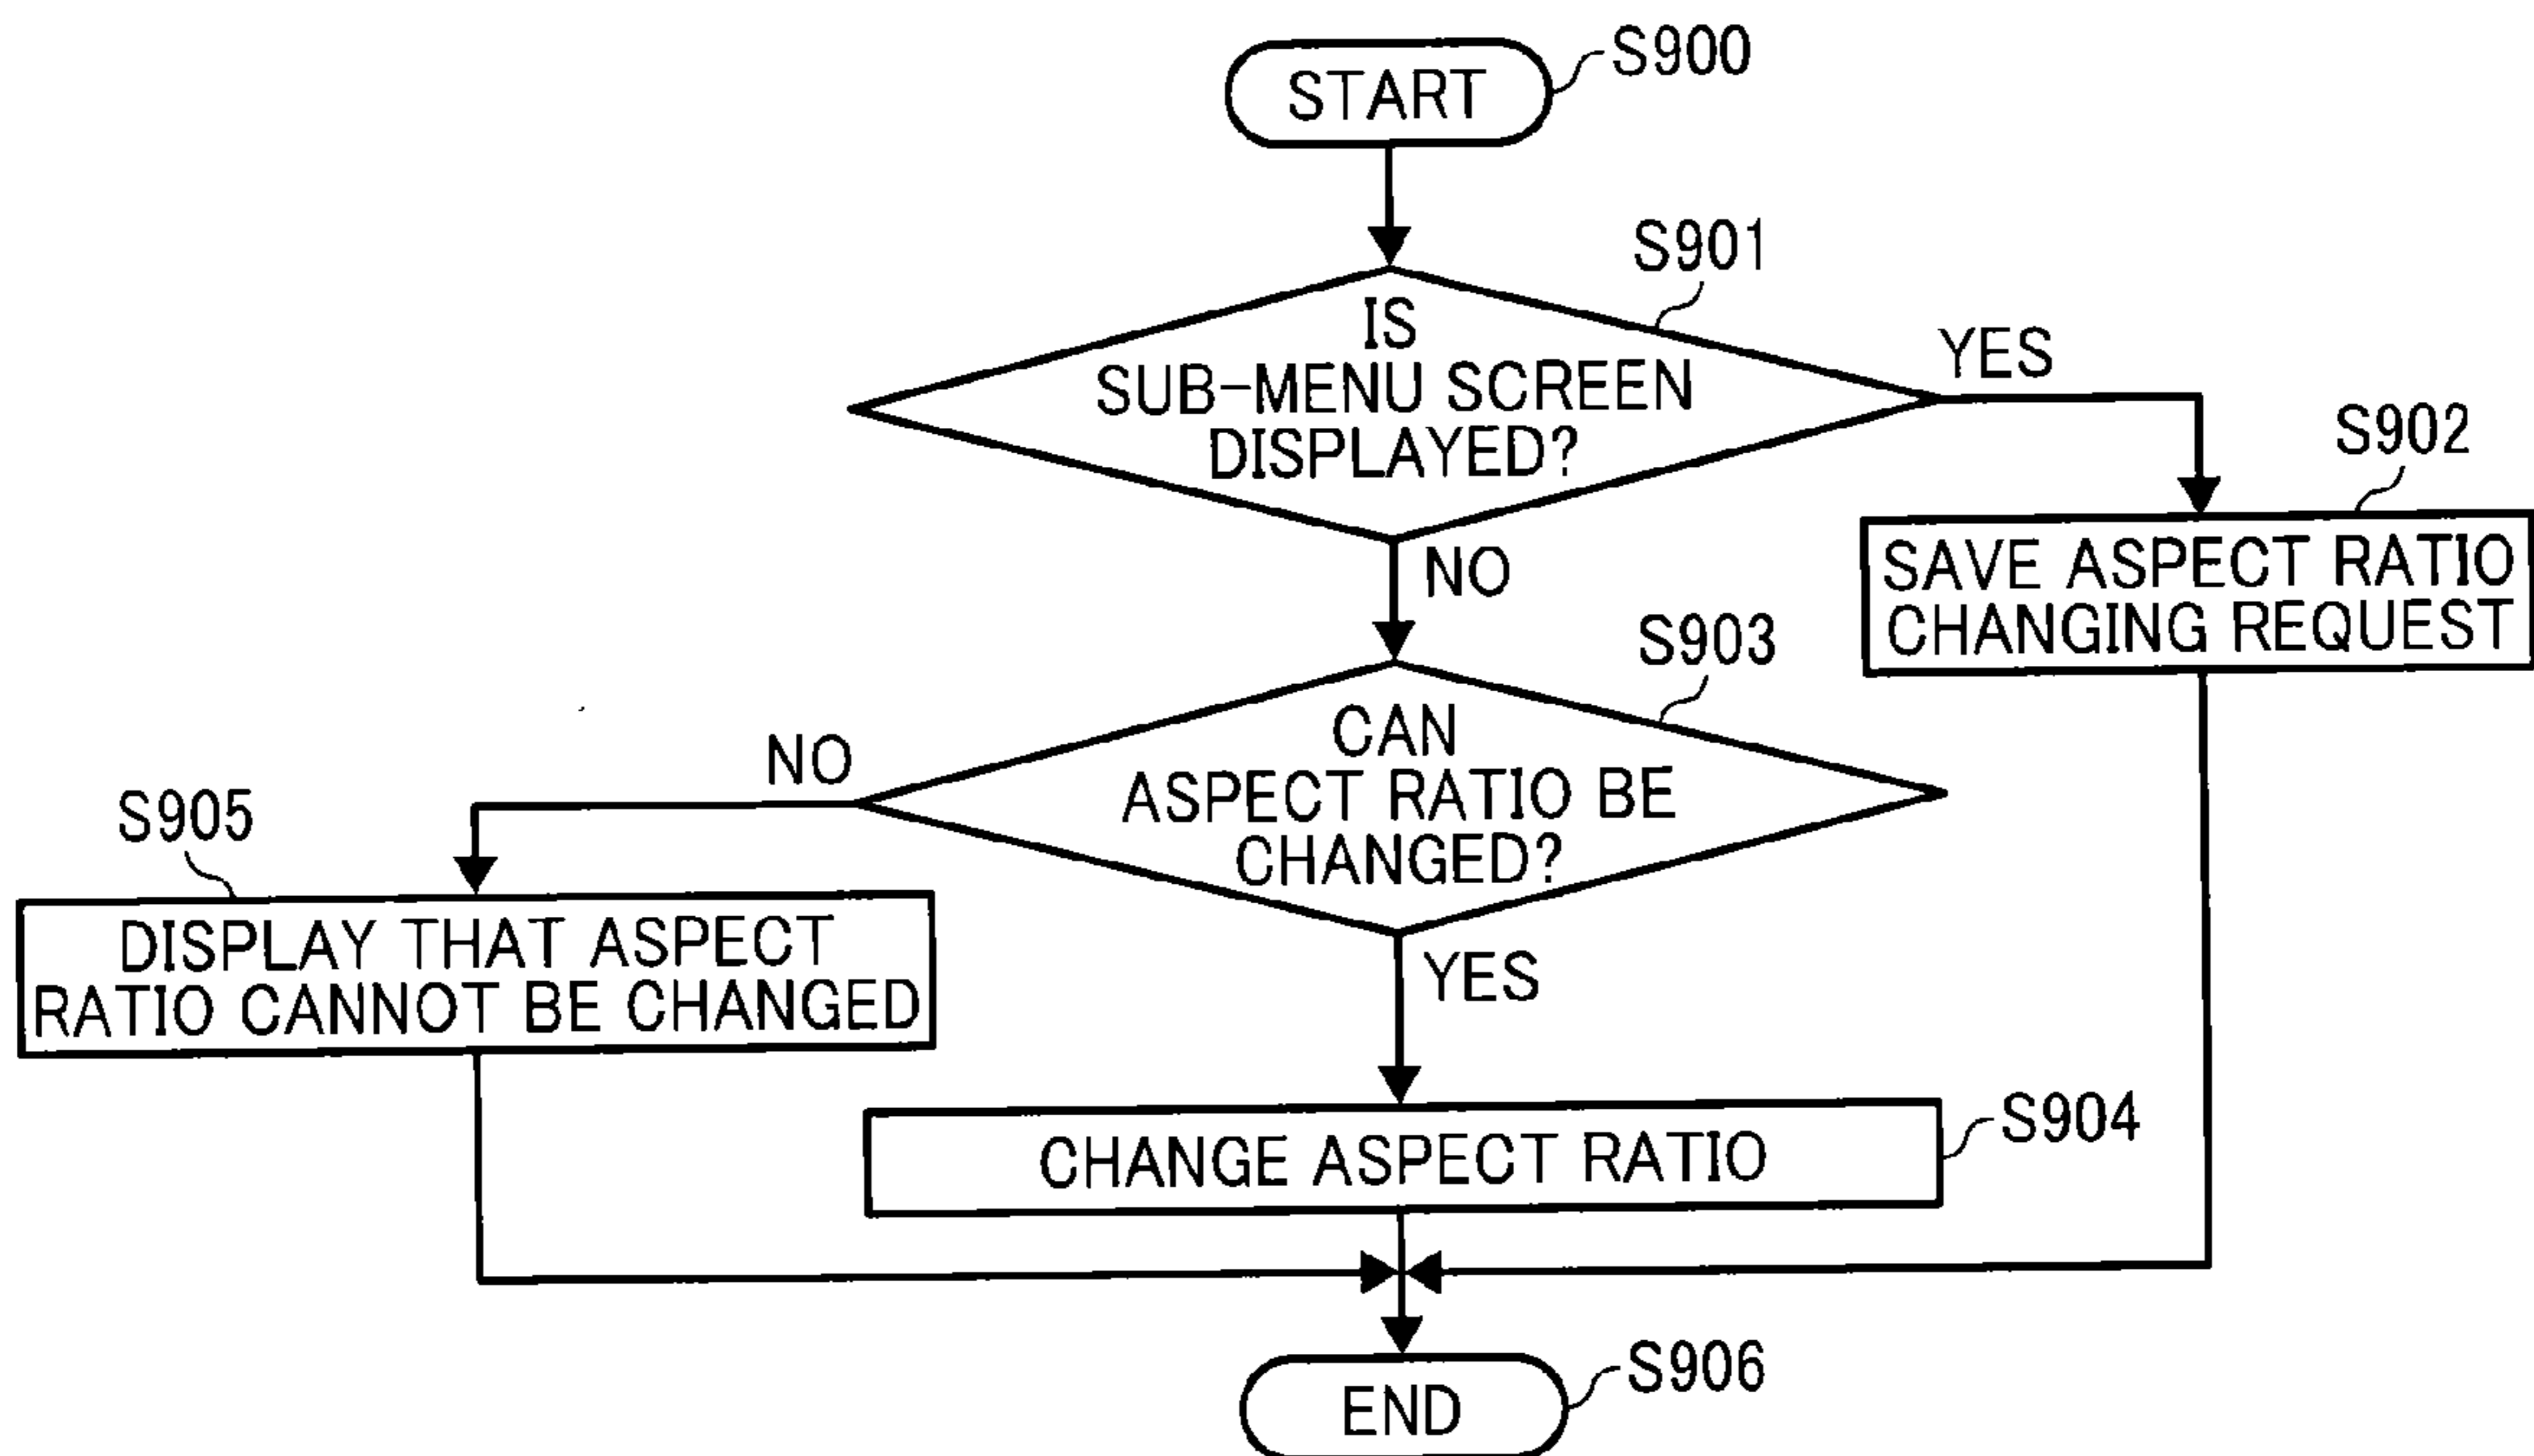 START
S900
S901
IS
SUB-MENU SCREEN
DISPLAYED?
YES
NO
S902
SAVE ASPECT RATIO
CHANGING REQUEST
S903
CAN
ASPECT RATIO BE
CHANGED?
NO
YES
S905
DISPLAY THAT ASPECT
RATIO CANNOT BE CHANGED
CHANGE ASPECT RATIO
S904
END
S906